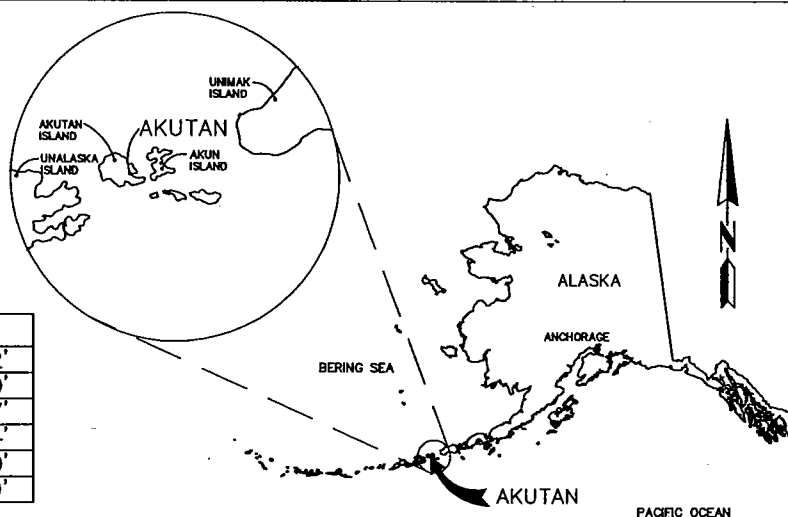 UNIMAK
ISLAND
AKUTAN
ISLAND
AKUTAN
UNALASKA
ISLAND
AKUN
ISLAND
N
ALASKA
ANCHORAGE
BERING SEA
AKUTAN
PACIFIC OCEAN